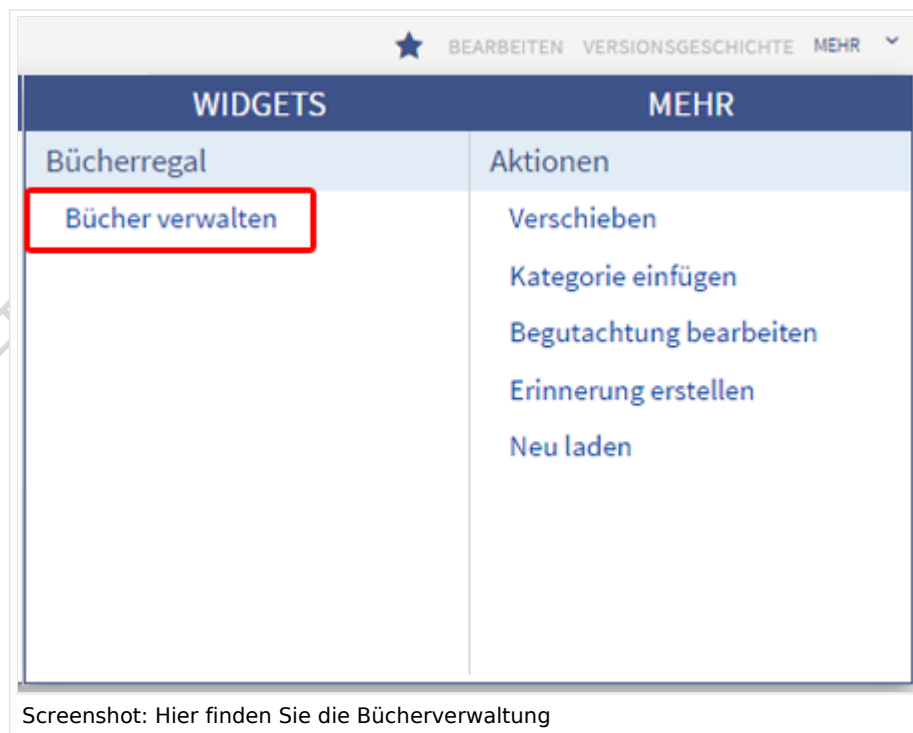 BEARBEITEN VERSIONSGESCHICHTE MEHR
WIDGETS MEHR
Bücherregal Aktionen
Bücher verwalten Verschieben
Kategorie einfügen
Begutachtung bearbeiten
Erinnerung erstellen
Neu laden
Screenshot: Hier finden Sie die Bücherverwaltung